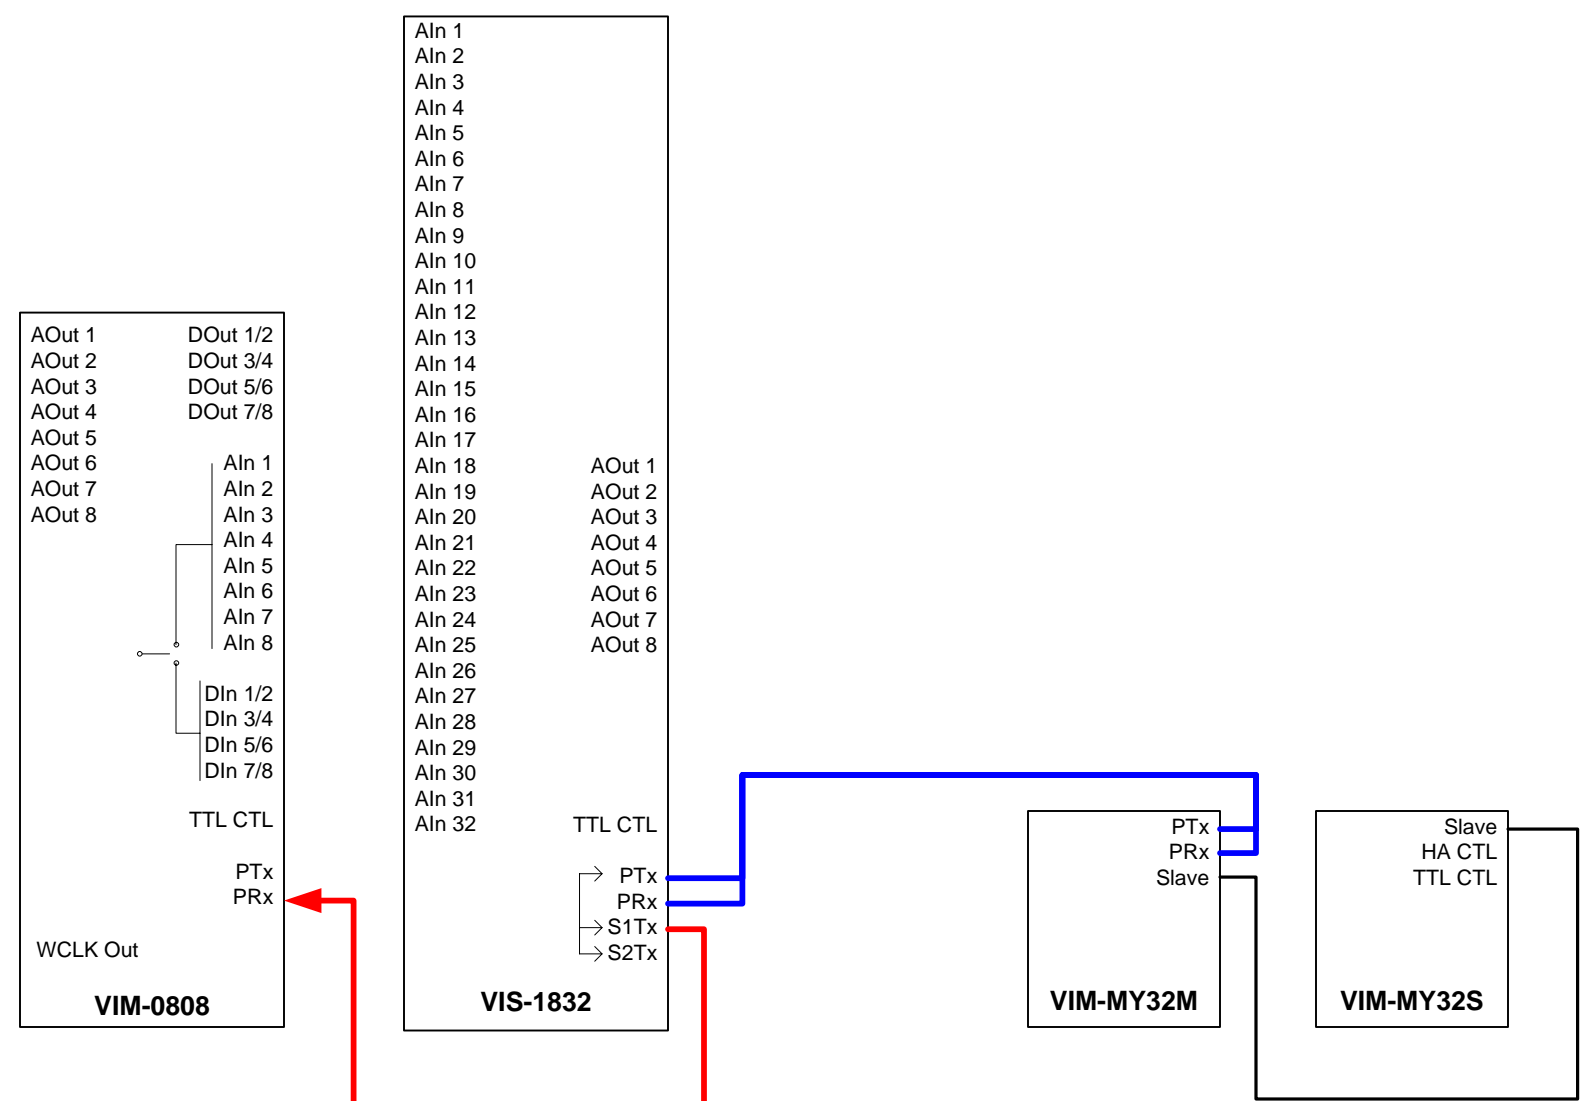 AOut 1
AOut 2
AOut 3
AOut 4
AOut 5
AOut 6
AOut 7
AOut 8
DOut 1/2
DOut 3/4
DOut 5/6
DOut 7/8
AIn 1
AIn 2
AIn 3
AIn 4
AIn 5
AIn 6
AIn 7
AIn 8
DIn 1/2
DIn 3/4
DIn 5/6
DIn 7/8
TTL CTL
PTx
PRx
WCLK Out
VIM-0808
AIn 1
AIn 2
AIn 3
AIn 4
AIn 5
AIn 6
AIn 7
AIn 8
AIn 9
AIn 10
AIn 11
AIn 12
AIn 13
AIn 14
AIn 15
AIn 16
AIn 17
AIn 18
AIn 19
AIn 20
AIn 21
AIn 22
AIn 23
AIn 24
AIn 25
AIn 26
AIn 27
AIn 28
AIn 29
AIn 30
AIn 31
AIn 32
AOut 1
AOut 2
AOut 3
AOut 4
AOut 5
AOut 6
AOut 7
AOut 8
TTL CTL
PTx
PRx
S1Tx
S2Tx
VIS-1832
PTx
PRx
Slave
VIM-MY32M
Slave
HA CTL
TTL CTL
VIM-MY32S